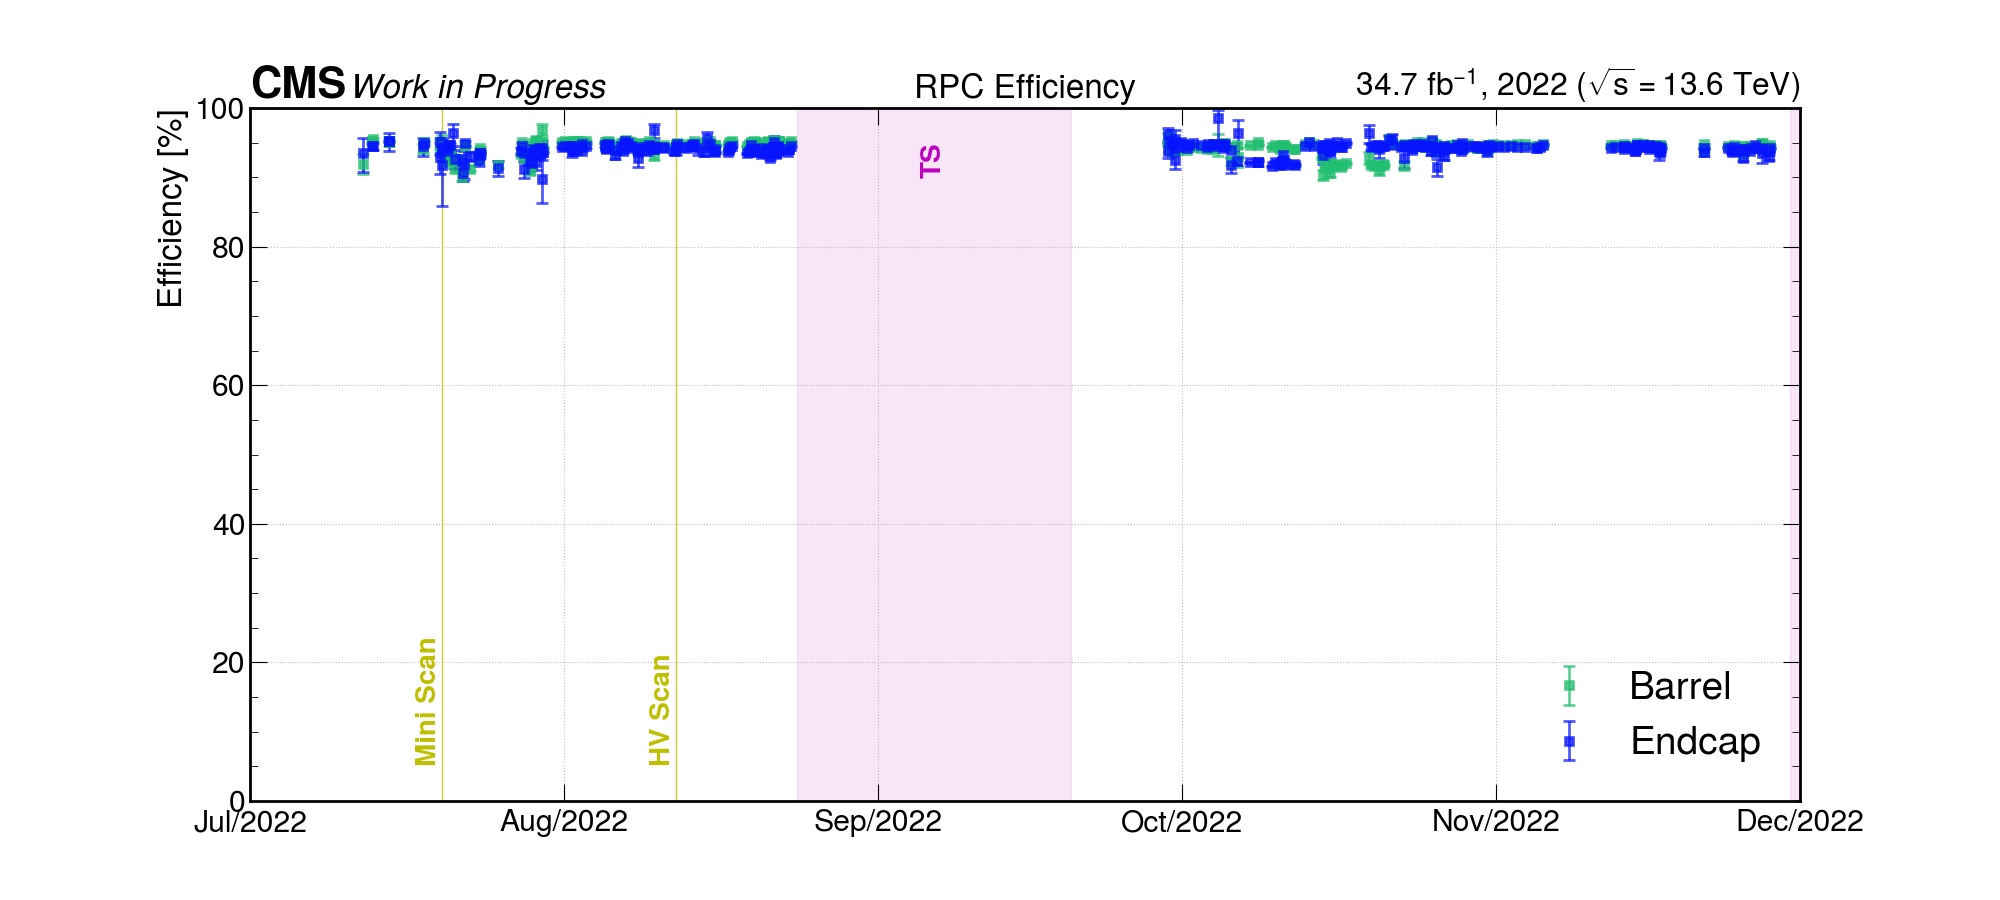 CMS Work in Progress RPC Efficiency 34.7 fb⁻¹, 2022 (√s = 13.6 TeV)
Efficiency [%]
100
80
60
40
20
0
TS
Mini Scan
HV Scan
Barrel
Endcap
Jul/2022 Aug/2022 Sep/2022 Oct/2022 Nov/2022 Dec/2022